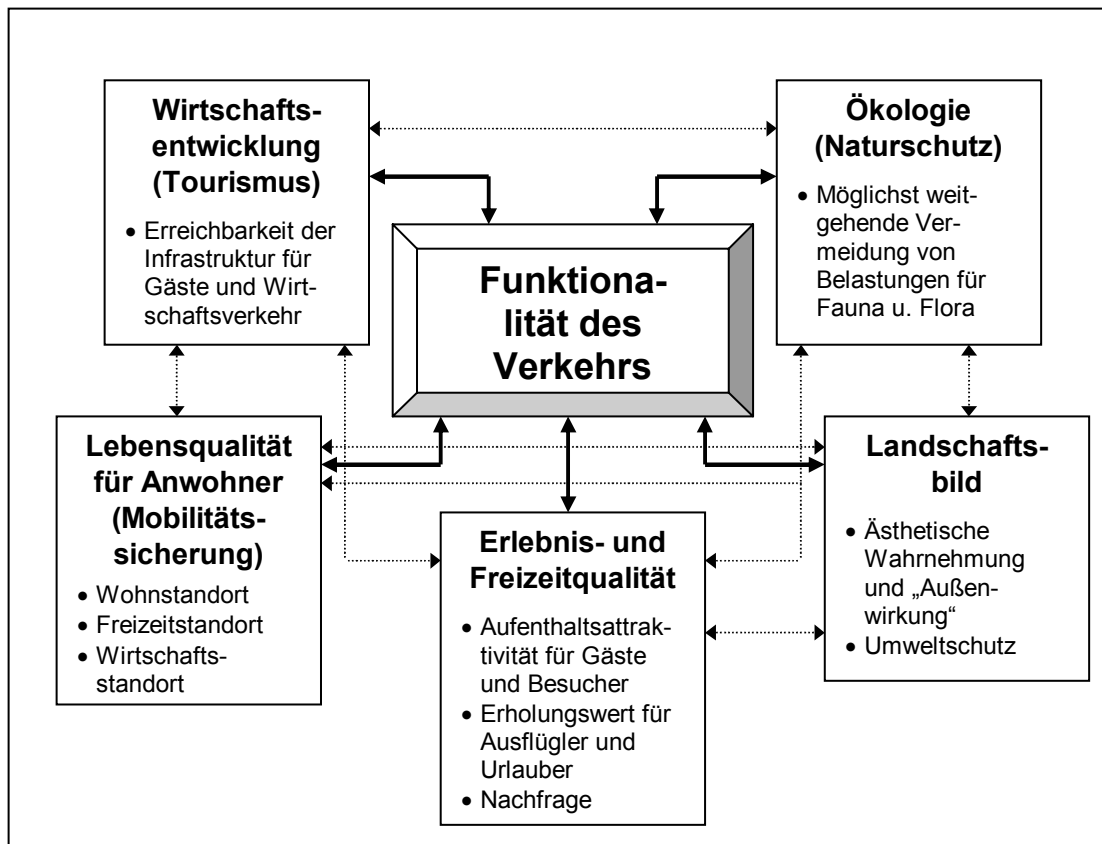 Wirtschafts-
entwicklung
(Tourismus)
• Erreichbarkeit der
Infrastruktur für
Gäste und Wirt-
schaftsverkehr
Ökologie
(Naturschutz)
• Möglichst weit-
gehende Ver-
meidung von
Belastungen für
Fauna u. Flora
Funktiona-
lität des
Verkehrs
Lebensqualität
für Anwohner
(Mobilitäts-
sicherung)
• Wohnstandort
• Freizeitstandort
• Wirtschafts-
standort
Erlebnis- und
Freizeitqualität
• Aufenthaltsattrak-
tivität für Gäste
und Besucher
• Erholungswert für
Ausflügler und
Urlauber
• Nachfrage
Landschafts-
bild
• Ästhetische
Wahrnehmung
und „Außen-
wirkung“
• Umweltschutz